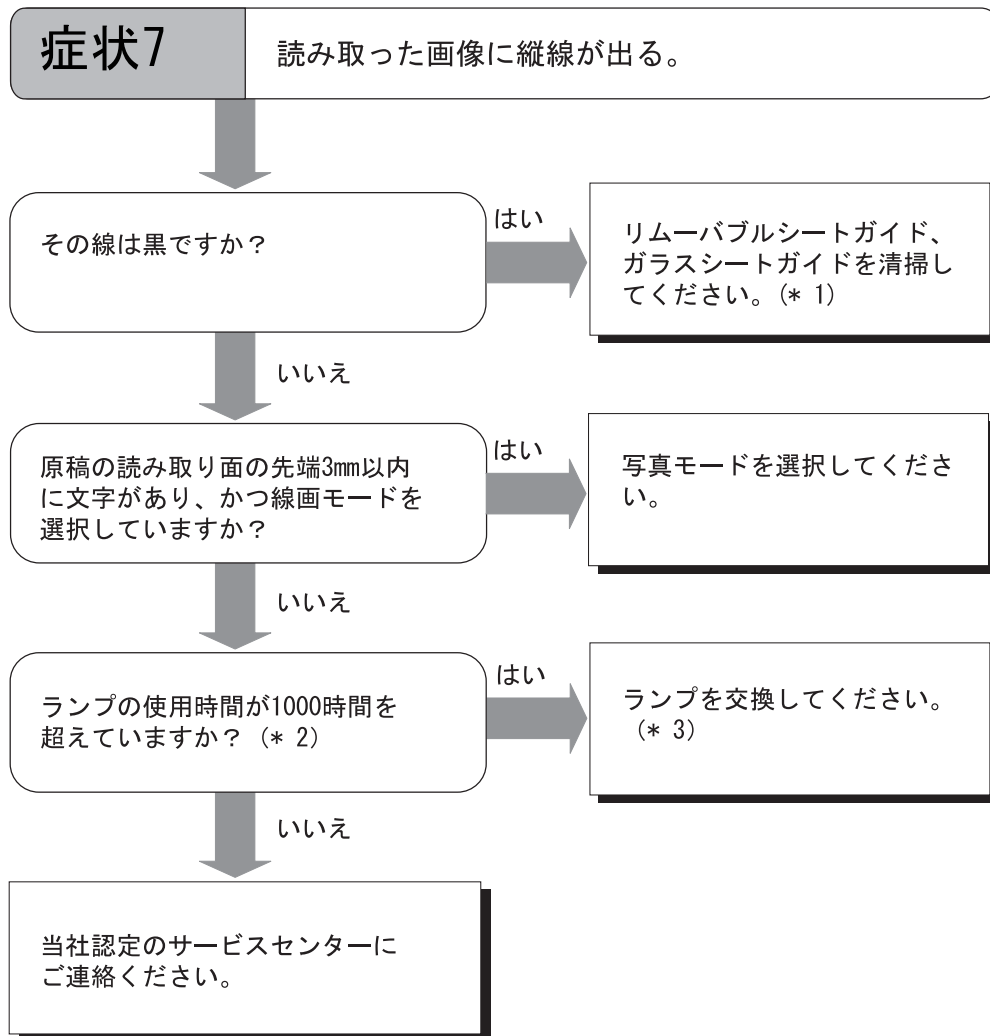 症状7
読み取った画像に縦線が出る。
その線は黒ですか？
はい
リムーバブルシートガイド、
ガラスシートガイドを清掃し
てください。(* 1)
いいえ
原稿の読み取り面の先端3mm以内
に文字があり、かつ線画モードを
選択していますか？
はい
写真モードを選択してくださ
い。
いいえ
ランプの使用時間が1000時間を
超えていますか？ (* 2)
はい
ランプを交換してください。
(* 3)
いいえ
当社認定のサービスセンターに
ご連絡ください。